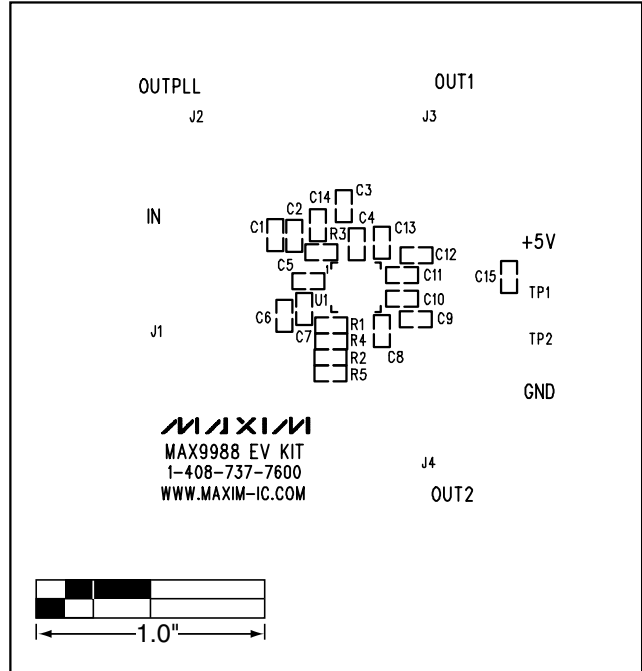 OUTPLL
OUT1
J2
J3
IN
C3
C14
C2
C1
C4
C13
R3
+5V
C12
C5
1
C11
C15
TP1
U1
C10
C6
C9
J1
R1
C7
R4
TP2
C8
R2
R5
GND
MAXIM
MAX9988 EV KIT
1-408-737-7600
WWW.MAXIM-IC.COM
J4
OUT2
1.0"